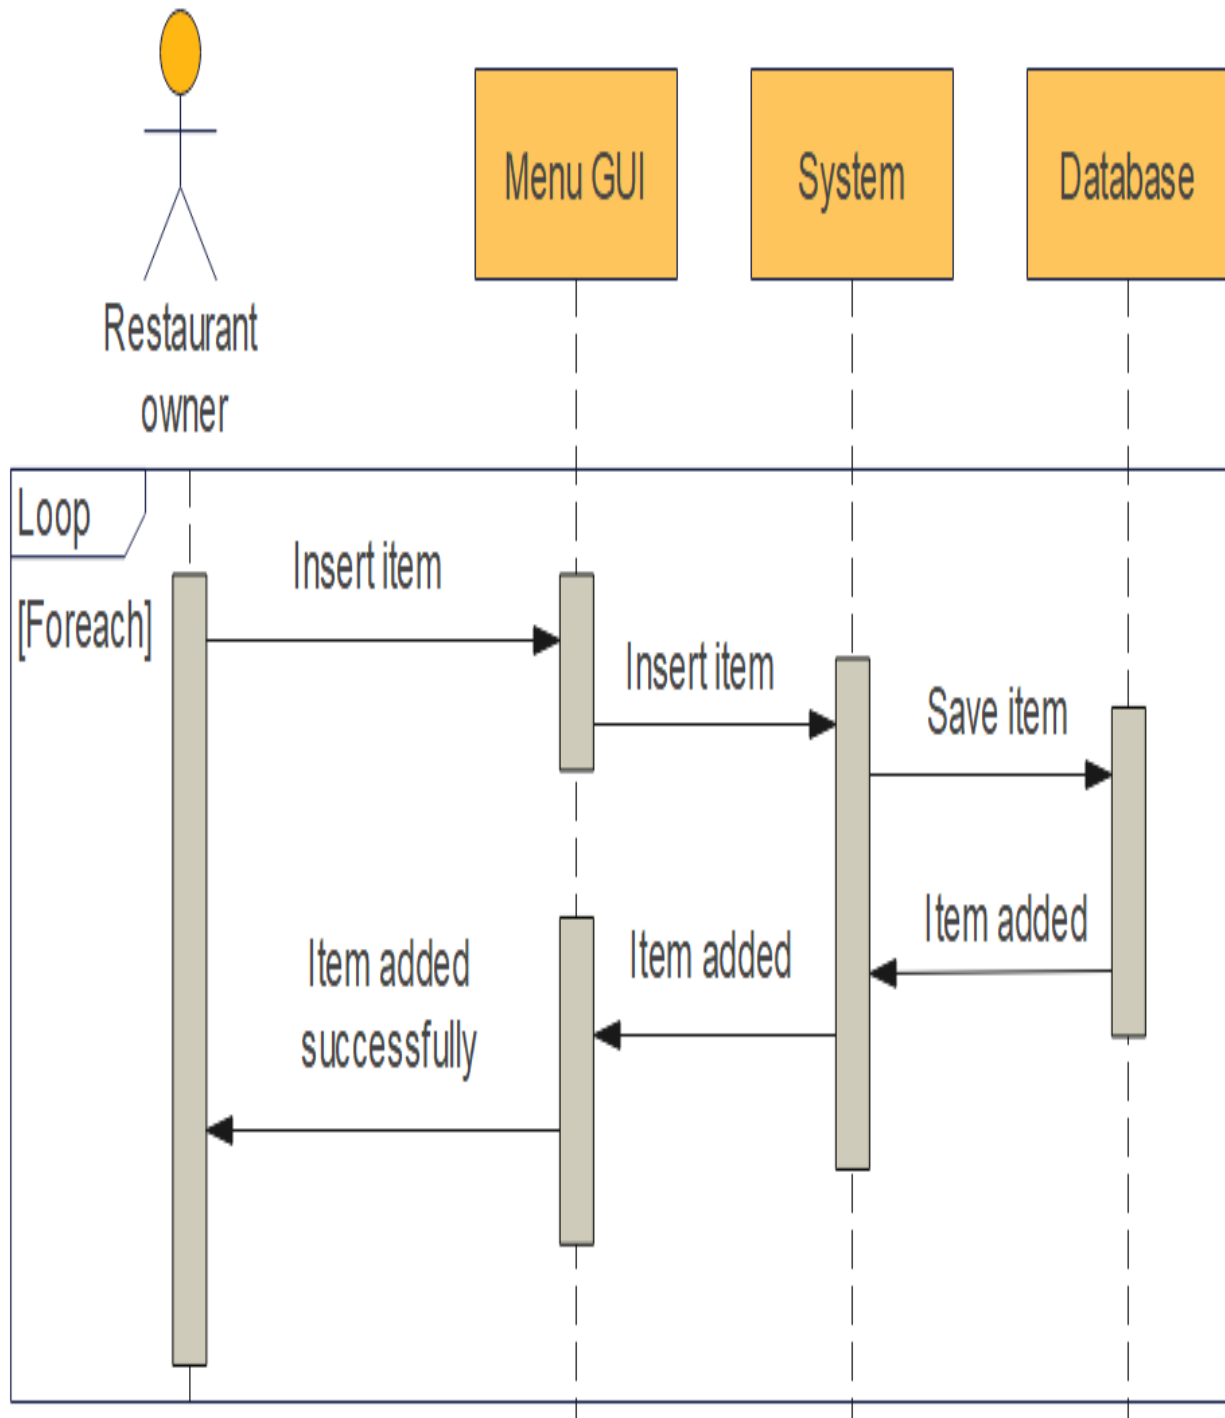 Menu GUI
System
Database
Restaurant
owner
Loop
[Foreach]
Insert item
Insert item
Save item
Item added
Item added
Item added
successfully